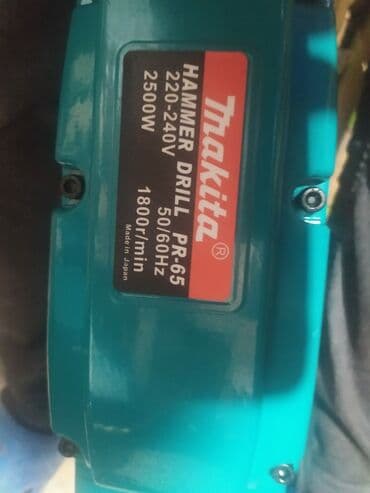 makita®
HAMMER DRILL PR-65
220-240V 50/60Hz
2500W 1800r/min
Made in Japan